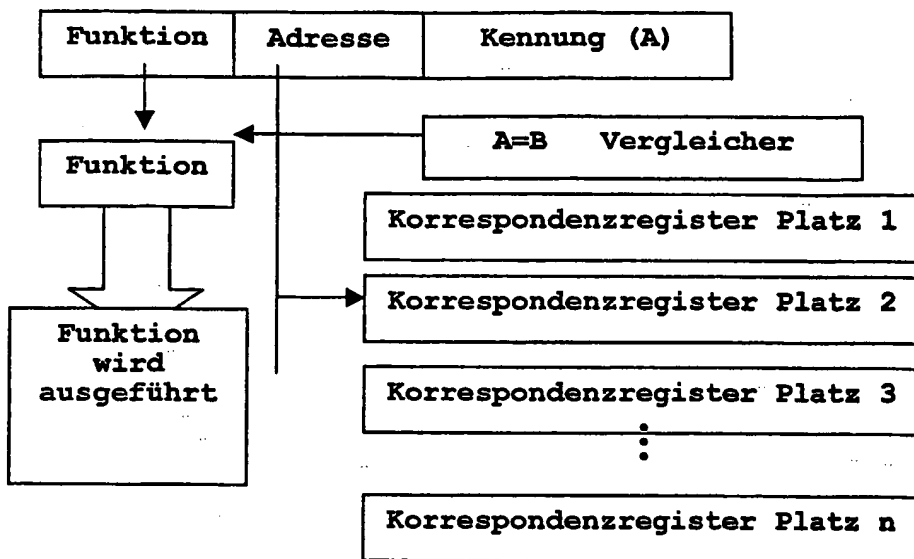 Funktion Adresse Kennung (A)
A=B Vergleicher
Funktion
Korrespondenzregister Platz 1
Korrespondenzregister Platz 2
Funktion
wird
ausgeführt
Korrespondenzregister Platz 3
Korrespondenzregister Platz n